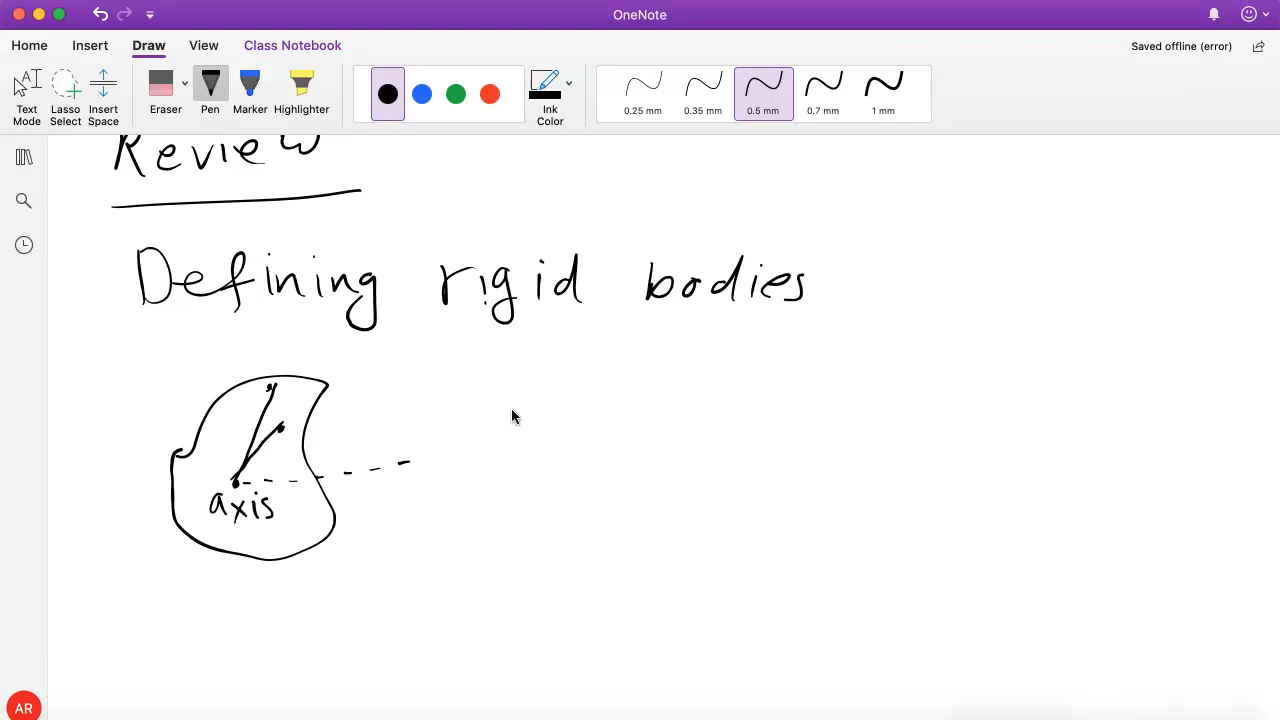 OneNote
Home Insert Draw View Class Notebook
Saved offline (error)
Text Mode
Lasso Select
Insert Space
Eraser
Pen
Marker
Highlighter
Ink Color
0.25 mm
0.35 mm
0.5 mm
0.7 mm
1 mm
Review
Defining rigid bodies
axis
AR